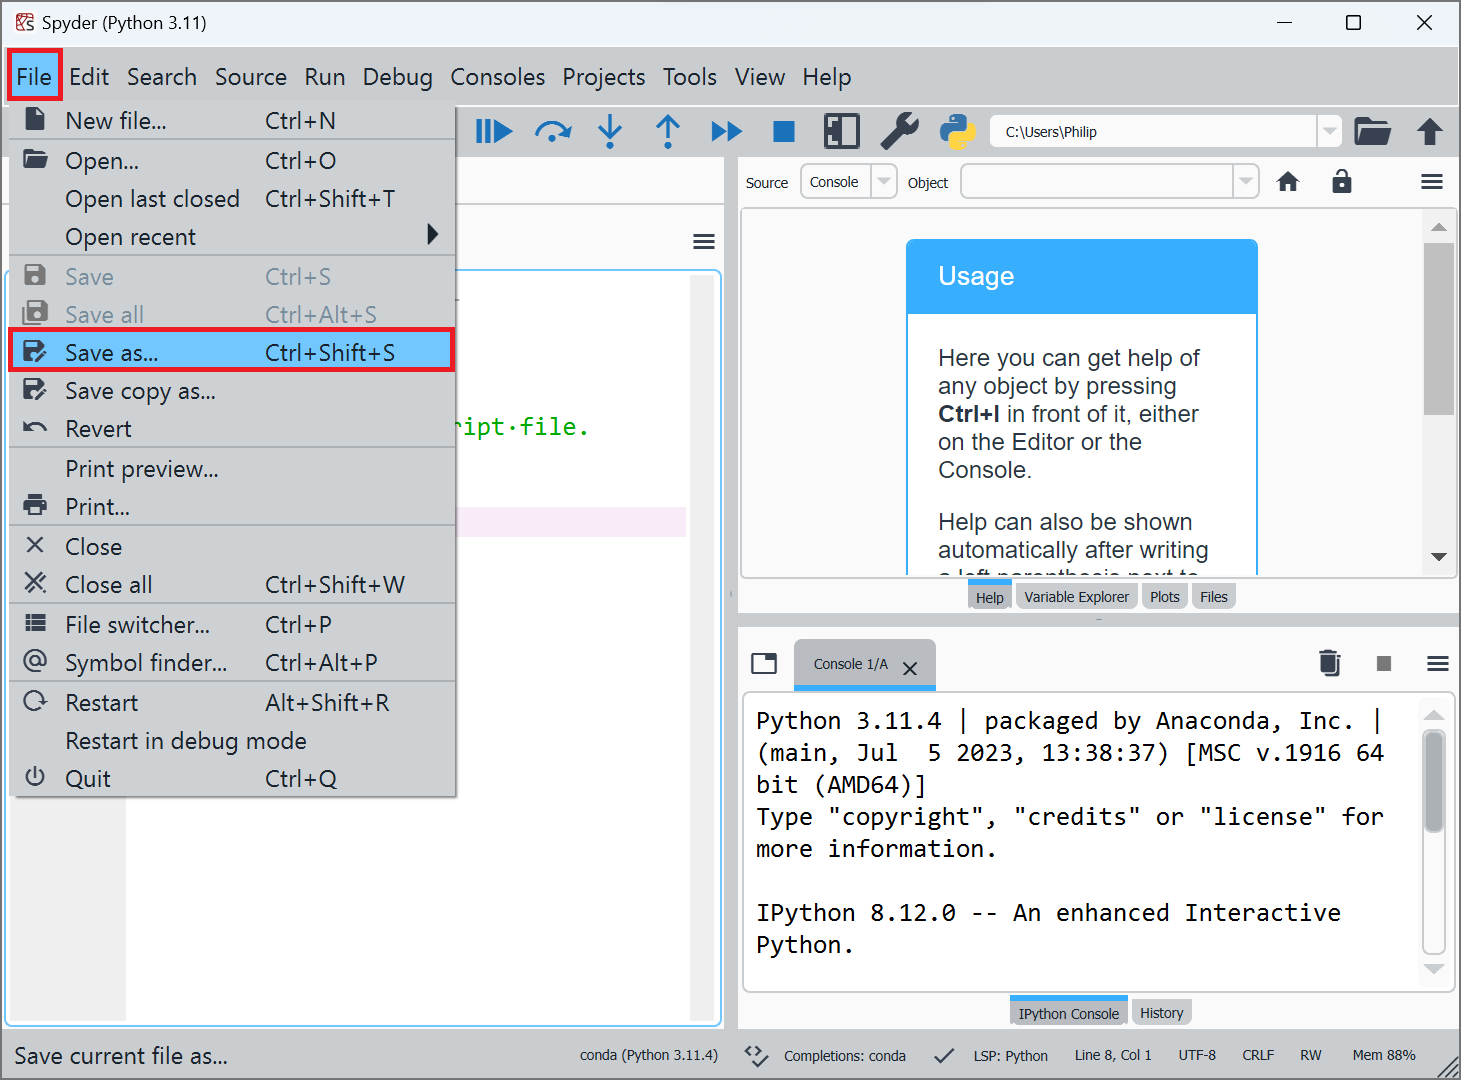 Spyder (Python 3.11)
File Edit Search Source Run Debug Consoles Projects Tools View Help
New file... Ctrl+N
Open... Ctrl+O
Open last closed Ctrl+Shift+T
Open recent
Save Ctrl+S
Save all Ctrl+Alt+S
Save as... Ctrl+Shift+S
Save copy as...
Revert
Print preview...
Print...
Close
Close all Ctrl+Shift+W
File switcher... Ctrl+P
Symbol finder... Ctrl+Alt+P
Restart Alt+Shift+R
Restart in debug mode
Quit Ctrl+Q
ript·file.
C:\Users\Philip
Source Console Object
Usage
Here you can get help of
any object by pressing
Ctrl+I in front of it, either
on the Editor or the
Console.
Help can also be shown
automatically after writing
a left parenthesis next to
Help Variable Explorer Plots Files
Console 1/A
Python 3.11.4 | packaged by Anaconda, Inc. |
(main, Jul  5 2023, 13:38:37) [MSC v.1916 64
bit (AMD64)]
Type "copyright", "credits" or "license" for
more information.
IPython 8.12.0 -- An enhanced Interactive
Python.
IPython Console History
Save current file as... conda (Python 3.11.4) Completions: conda LSP: Python Line 8, Col 1 UTF-8 CRLF RW Mem 88%